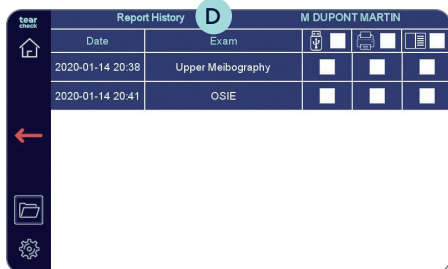 tear
check
Report History D M DUPONT MARTIN
Date Exam
2020-01-14 20:38 Upper Meibography
2020-01-14 20:41 OSIE